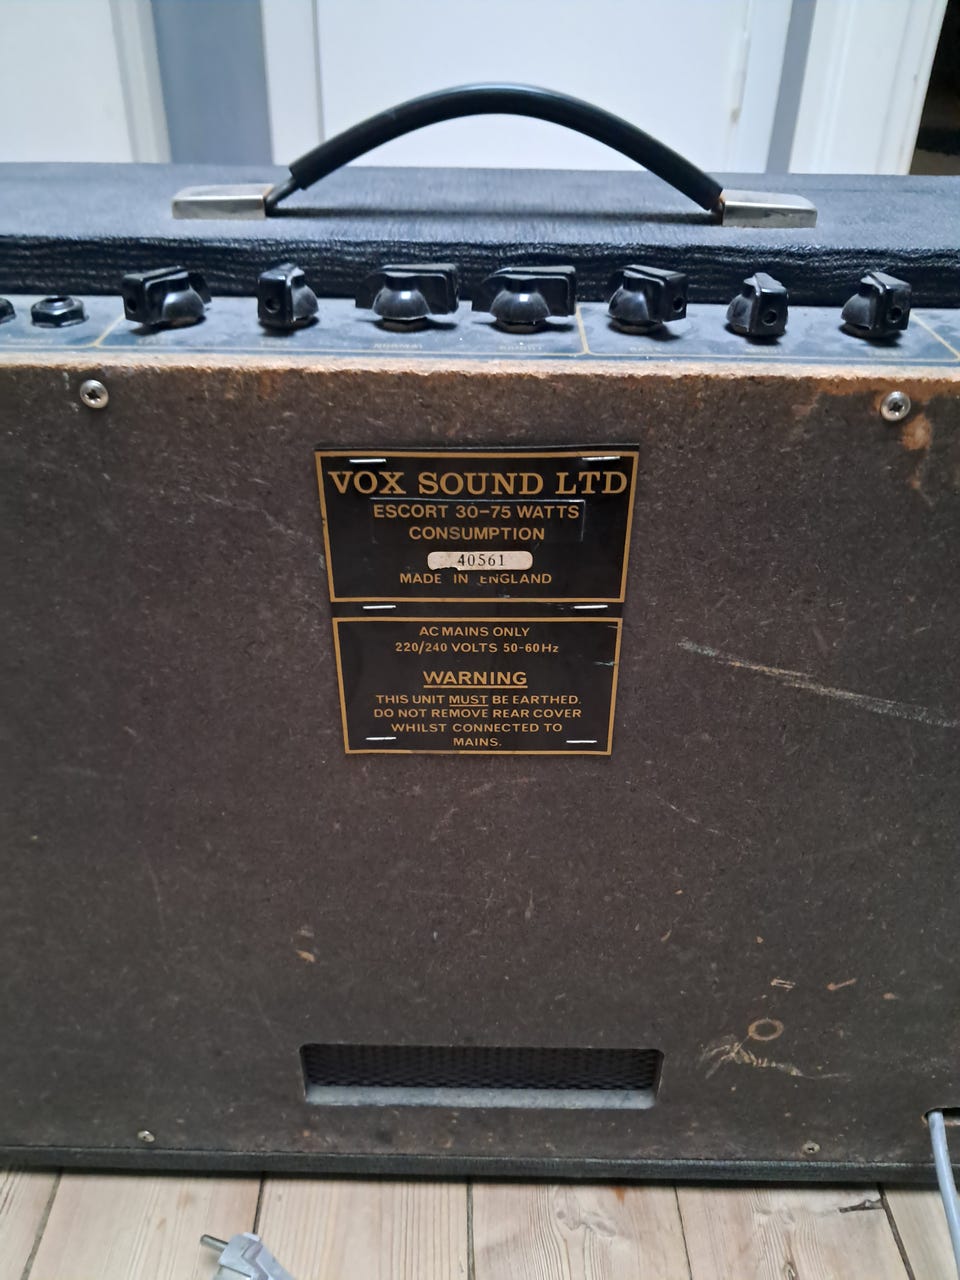 VOX SOUND LTD
ESCORT 30-75 WATTS
CONSUMPTION
40561
MADE IN ENGLAND
AC MAINS ONLY
220/240 VOLTS 50-60Hz
WARNING
THIS UNIT MUST BE EARTHED.
DO NOT REMOVE REAR COVER
WHILST CONNECTED TO
MAINS.